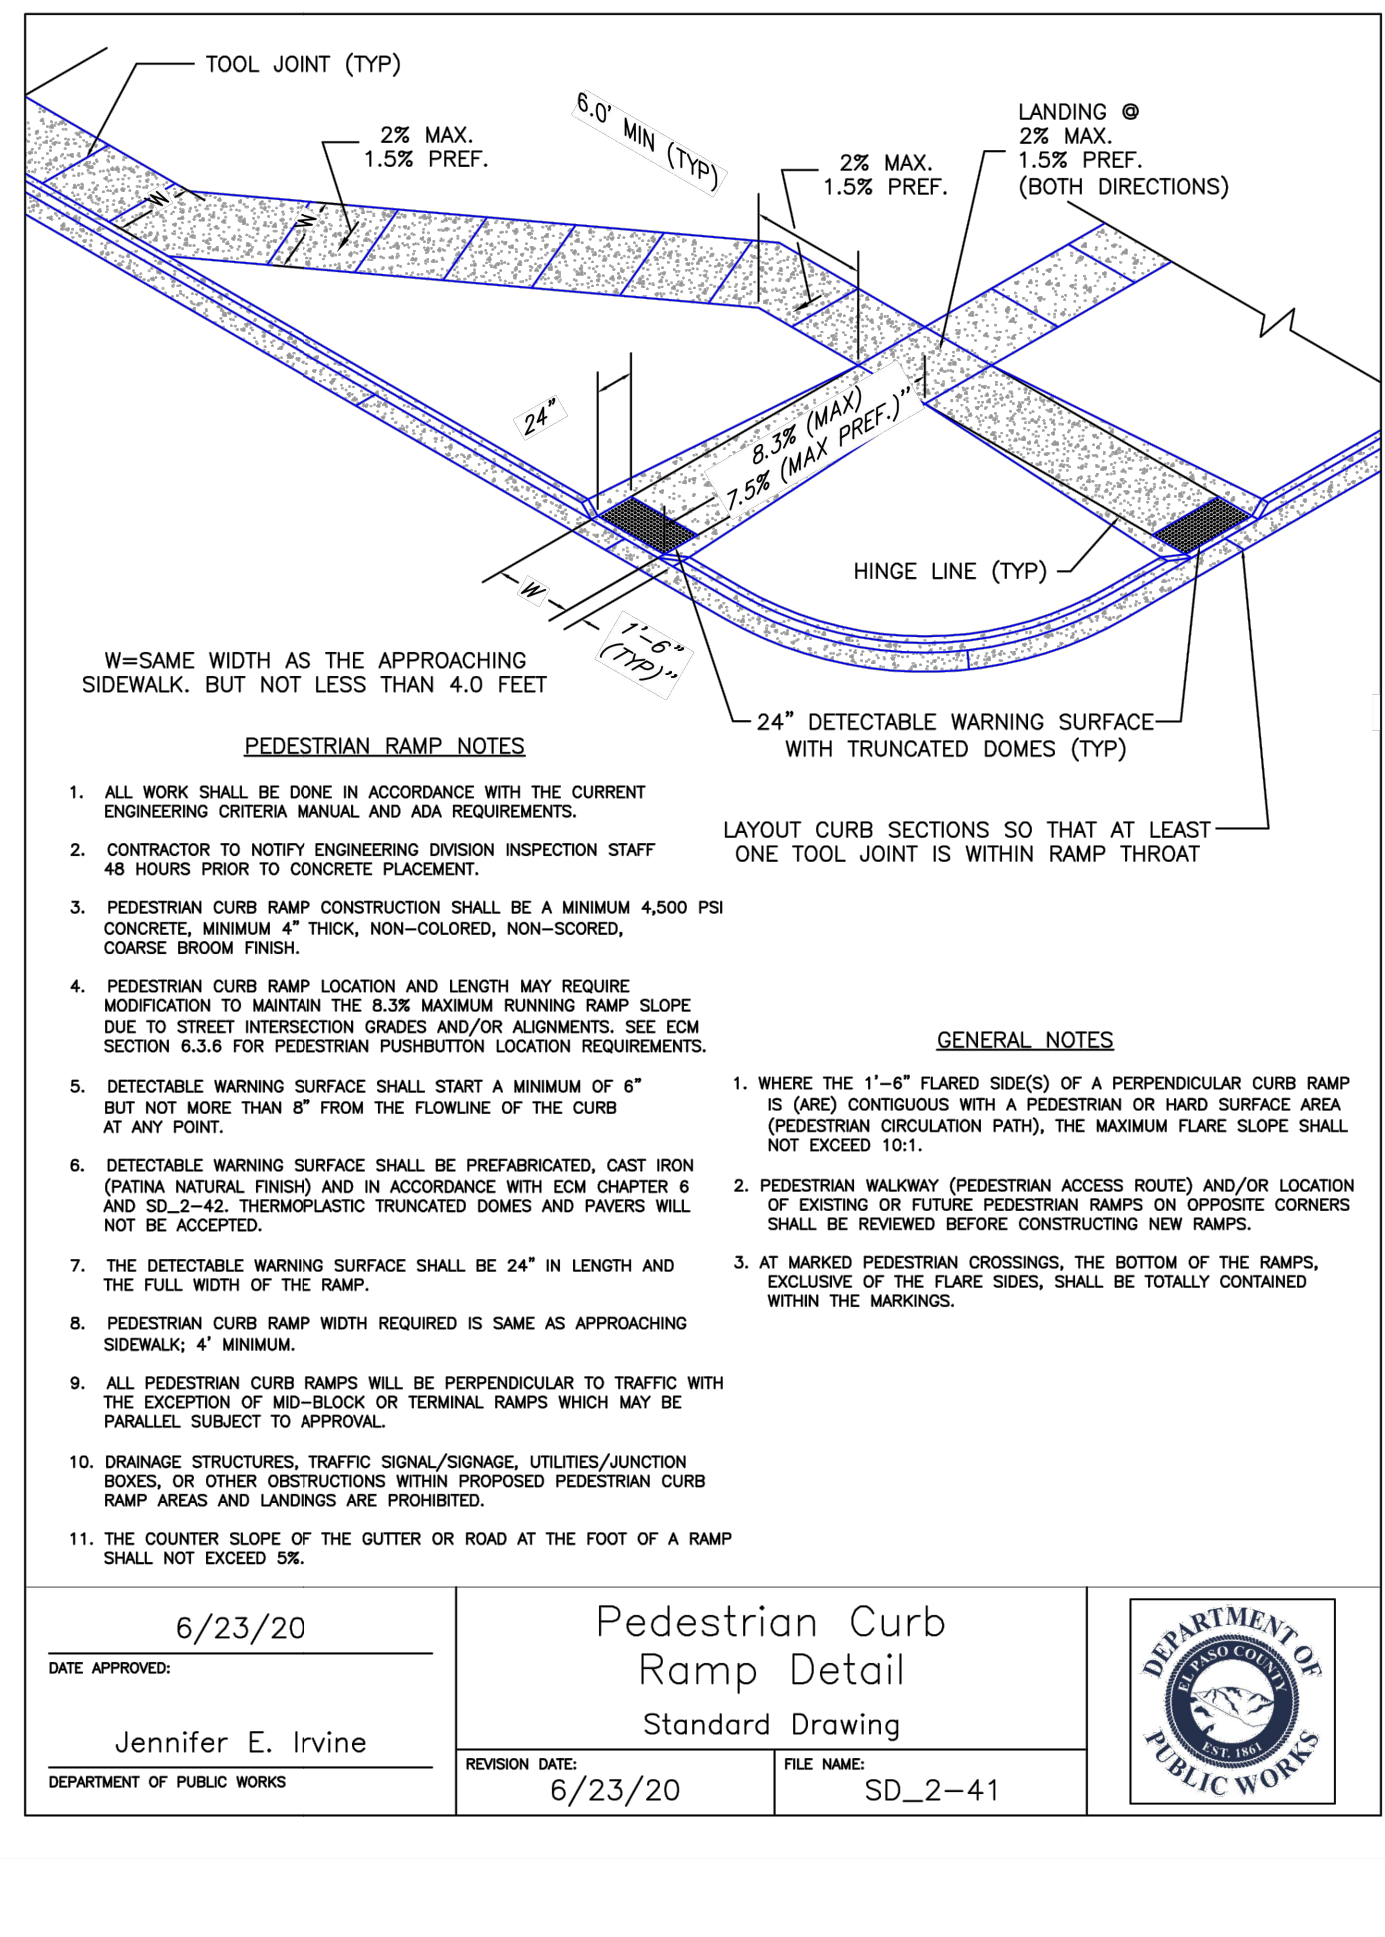 TOOL JOINT (TYP)
2% MAX.
1.5% PREF.
6.0' MIN (TYP)
2% MAX.
1.5% PREF.
LANDING @
2% MAX.
1.5% PREF.
(BOTH DIRECTIONS)
W
W
24"
8.3% (MAX)
7.5% (MAX PREF.)"
HINGE LINE (TYP)
W
1'-6"
(TYP)"
W=SAME WIDTH AS THE APPROACHING
SIDEWALK. BUT NOT LESS THAN 4.0 FEET
24" DETECTABLE WARNING SURFACE
WITH TRUNCATED DOMES (TYP)
LAYOUT CURB SECTIONS SO THAT AT LEAST
ONE TOOL JOINT IS WITHIN RAMP THROAT
PEDESTRIAN RAMP NOTES
1. ALL WORK SHALL BE DONE IN ACCORDANCE WITH THE CURRENT
ENGINEERING CRITERIA MANUAL AND ADA REQUIREMENTS.
2. CONTRACTOR TO NOTIFY ENGINEERING DIVISION INSPECTION STAFF
48 HOURS PRIOR TO CONCRETE PLACEMENT.
3. PEDESTRIAN CURB RAMP CONSTRUCTION SHALL BE A MINIMUM 4,500 PSI
CONCRETE, MINIMUM 4" THICK, NON-COLORED, NON-SCORED,
COARSE BROOM FINISH.
4. PEDESTRIAN CURB RAMP LOCATION AND LENGTH MAY REQUIRE
MODIFICATION TO MAINTAIN THE 8.3% MAXIMUM RUNNING RAMP SLOPE
DUE TO STREET INTERSECTION GRADES AND/OR ALIGNMENTS. SEE ECM
SECTION 6.3.6 FOR PEDESTRIAN PUSHBUTTON LOCATION REQUIREMENTS.
5. DETECTABLE WARNING SURFACE SHALL START A MINIMUM OF 6"
BUT NOT MORE THAN 8" FROM THE FLOWLINE OF THE CURB
AT ANY POINT.
6. DETECTABLE WARNING SURFACE SHALL BE PREFABRICATED, CAST IRON
(PATINA NATURAL FINISH) AND IN ACCORDANCE WITH ECM CHAPTER 6
AND SD_2-42. THERMOPLASTIC TRUNCATED DOMES AND PAVERS WILL
NOT BE ACCEPTED.
7. THE DETECTABLE WARNING SURFACE SHALL BE 24" IN LENGTH AND
THE FULL WIDTH OF THE RAMP.
8. PEDESTRIAN CURB RAMP WIDTH REQUIRED IS SAME AS APPROACHING
SIDEWALK; 4' MINIMUM.
9. ALL PEDESTRIAN CURB RAMPS WILL BE PERPENDICULAR TO TRAFFIC WITH
THE EXCEPTION OF MID-BLOCK OR TERMINAL RAMPS WHICH MAY BE
PARALLEL SUBJECT TO APPROVAL.
10. DRAINAGE STRUCTURES, TRAFFIC SIGNAL/SIGNAGE, UTILITIES/JUNCTION
BOXES, OR OTHER OBSTRUCTIONS WITHIN PROPOSED PEDESTRIAN CURB
RAMP AREAS AND LANDINGS ARE PROHIBITED.
11. THE COUNTER SLOPE OF THE GUTTER OR ROAD AT THE FOOT OF A RAMP
SHALL NOT EXCEED 5%.
GENERAL NOTES
1. WHERE THE 1'-6" FLARED SIDE(S) OF A PERPENDICULAR CURB RAMP
IS (ARE) CONTIGUOUS WITH A PEDESTRIAN OR HARD SURFACE AREA
(PEDESTRIAN CIRCULATION PATH), THE MAXIMUM FLARE SLOPE SHALL
NOT EXCEED 10:1.
2. PEDESTRIAN WALKWAY (PEDESTRIAN ACCESS ROUTE) AND/OR LOCATION
OF EXISTING OR FUTURE PEDESTRIAN RAMPS ON OPPOSITE CORNERS
SHALL BE REVIEWED BEFORE CONSTRUCTING NEW RAMPS.
3. AT MARKED PEDESTRIAN CROSSINGS, THE BOTTOM OF THE RAMPS,
EXCLUSIVE OF THE FLARE SIDES, SHALL BE TOTALLY CONTAINED
WITHIN THE MARKINGS.
6/23/20
DATE APPROVED:
Jennifer E. Irvine
DEPARTMENT OF PUBLIC WORKS
Pedestrian Curb
Ramp Detail
Standard Drawing
REVISION DATE:
6/23/20
FILE NAME:
SD_2-41
DEPARTMENT OF
EL PASO COUNTY
EST. 1861
PUBLIC WORKS